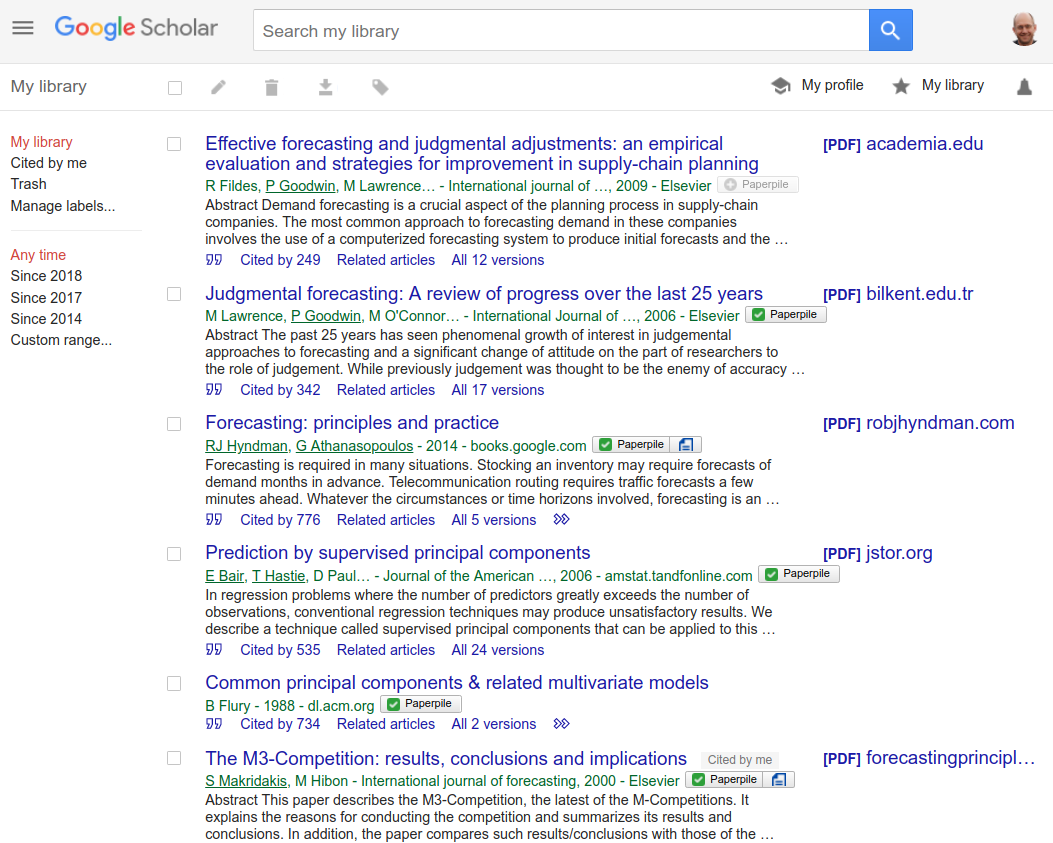 Google Scholar
Search my library
My library
My profile
My library
My library
Cited by me
Trash
Manage labels...
Any time
Since 2018
Since 2017
Since 2014
Custom range...
Effective forecasting and judgmental adjustments: an empirical
evaluation and strategies for improvement in supply-chain planning
[PDF] academia.edu
R Fildes, P Goodwin, M Lawrence… - International journal of …, 2009 - Elsevier Paperpile
Abstract Demand forecasting is a crucial aspect of the planning process in supply-chain
companies. The most common approach to forecasting demand in these companies
involves the use of a computerized forecasting system to produce initial forecasts and the …
Cited by 249 Related articles All 12 versions
Judgmental forecasting: A review of progress over the last 25 years
[PDF] bilkent.edu.tr
M Lawrence, P Goodwin, M O'Connor… - International Journal of …, 2006 - Elsevier Paperpile
Abstract The past 25 years has seen phenomenal growth of interest in judgemental
approaches to forecasting and a significant change of attitude on the part of researchers to
the role of judgement. While previously judgement was thought to be the enemy of accuracy …
Cited by 342 Related articles All 17 versions
Forecasting: principles and practice
[PDF] robjhyndman.com
RJ Hyndman, G Athanasopoulos - 2014 - books.google.com Paperpile
Forecasting is required in many situations. Stocking an inventory may require forecasts of
demand months in advance. Telecommunication routing requires traffic forecasts a few
minutes ahead. Whatever the circumstances or time horizons involved, forecasting is an …
Cited by 776 Related articles All 5 versions
Prediction by supervised principal components
[PDF] jstor.org
E Bair, T Hastie, D Paul… - Journal of the American …, 2006 - amstat.tandfonline.com Paperpile
In regression problems where the number of predictors greatly exceeds the number of
observations, conventional regression techniques may produce unsatisfactory results. We
describe a technique called supervised principal components that can be applied to this …
Cited by 535 Related articles All 24 versions
Common principal components & related multivariate models
B Flury - 1988 - dl.acm.org Paperpile
Cited by 734 Related articles All 2 versions
The M3-Competition: results, conclusions and implications Cited by me
[PDF] forecastingprincipl…
S Makridakis, M Hibon - International journal of forecasting, 2000 - Elsevier Paperpile
Abstract This paper describes the M3-Competition, the latest of the M-Competitions. It
explains the reasons for conducting the competition and summarizes its results and
conclusions. In addition, the paper compares such results/conclusions with those of the …